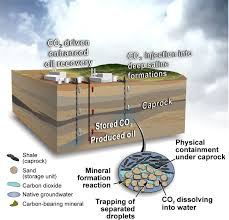 CO₂ driven
enhanced
oil recovery
CO₂ injection into
deep saline
formations
Caprock
Stored CO₂
Produced oil
Caprock
Physical
containment
under caprock
Mineral
formation
reaction
CO₂ dissolving
into water
Trapping of
separated
droplets
Shale
(caprock)
Sand
(storage unit)
Carbon dioxide
Native groundwater
Carbon-bearing mineral